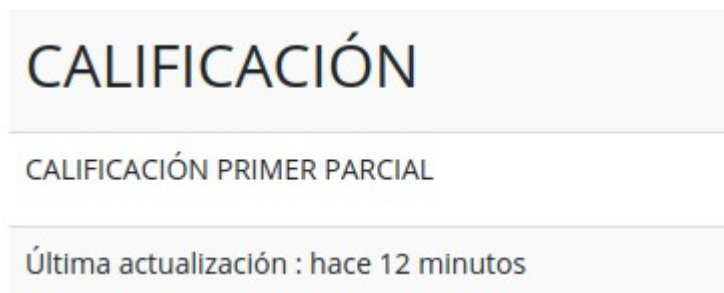 CALIFICACIÓN
CALIFICACIÓN PRIMER PARCIAL
Última actualización : hace 12 minutos